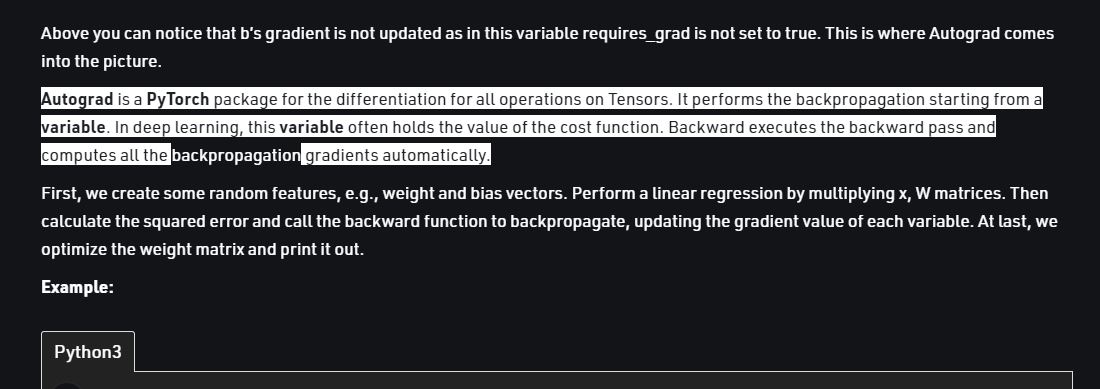 Above you can notice that b's gradient is not updated as in this variable requires_grad is not set to true. This is where Autograd comes
into the picture.
Autograd is a PyTorch package for the differentiation for all operations on Tensors. It performs the backpropagation starting from a
variable. In deep learning, this variable often holds the value of the cost function. Backward executes the backward pass and
computes all the backpropagation gradients automatically.
First, we create some random features, e.g., weight and bias vectors. Perform a linear regression by multiplying x, W matrices. Then
calculate the squared error and call the backward function to backpropagate, updating the gradient value of each variable. At last, we
optimize the weight matrix and print it out.
Example:
Python3